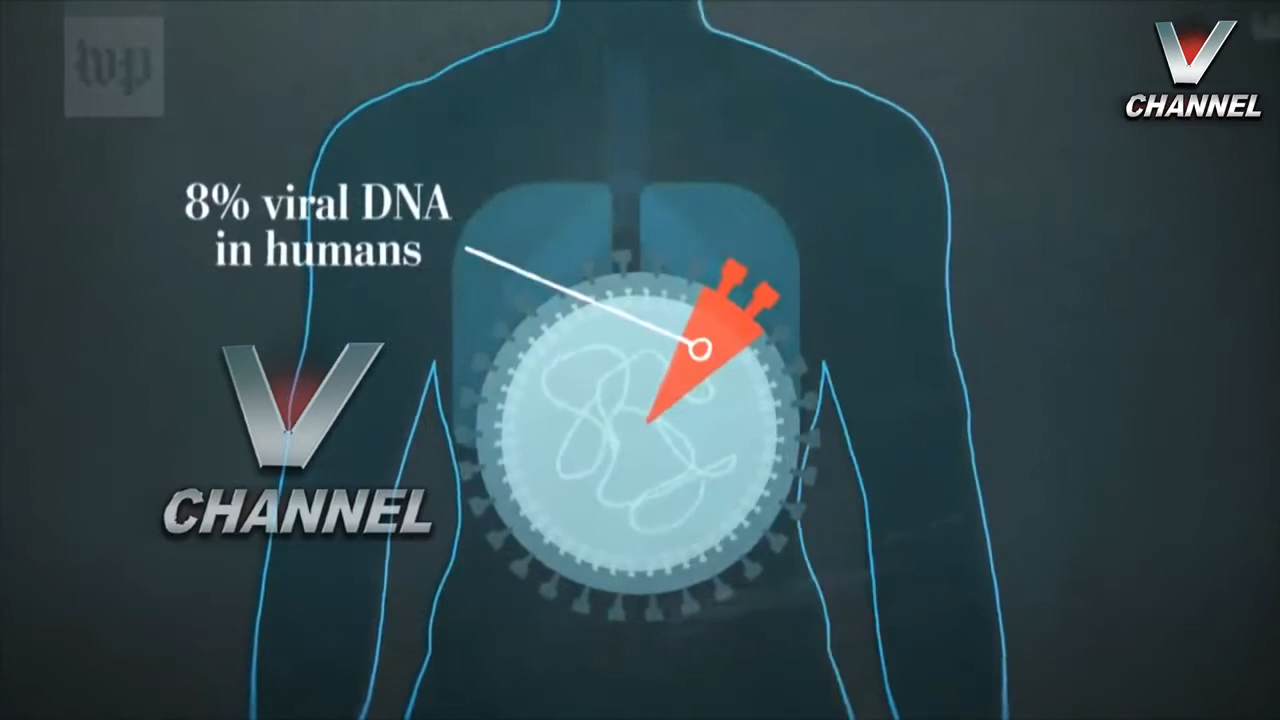 wp
V
CHANNEL
8% viral DNA
in humans
V
CHANNEL